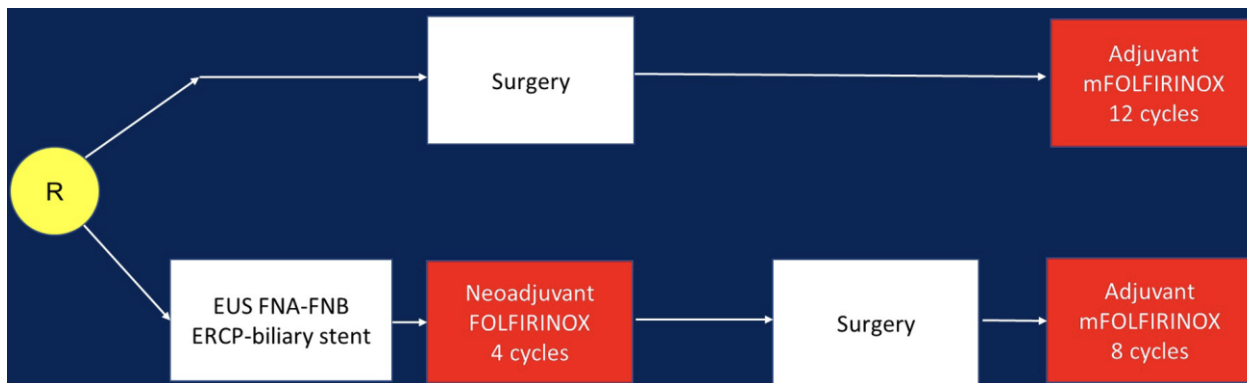 R
Surgery
Adjuvant
mFOLFIRINOX
12 cycles
EUS FNA-FNB
ERCP-biliary stent
Neoadjuvant
FOLFIRINOX
4 cycles
Surgery
Adjuvant
mFOLFIRINOX
8 cycles